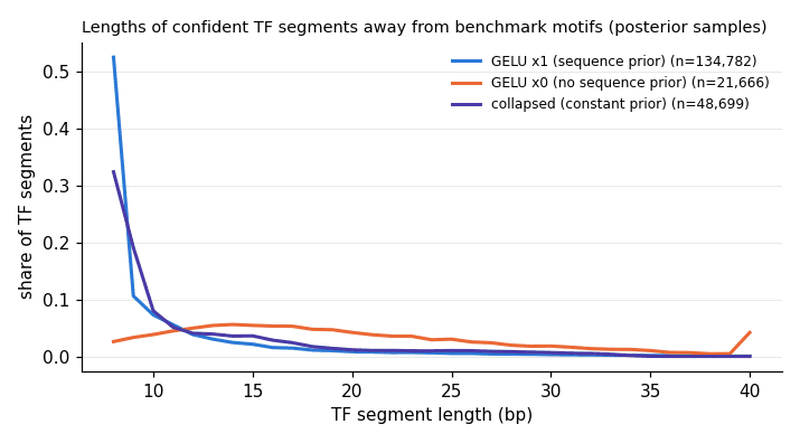 Lengths of confident TF segments away from benchmark motifs (posterior samples)
GELU x1 (sequence prior) (n=134,782)
GELU x0 (no sequence prior) (n=21,666)
collapsed (constant prior) (n=48,699)
share of TF segments
0.5
0.4
0.3
0.2
0.1
0.0
10 15 20 25 30 35 40
TF segment length (bp)